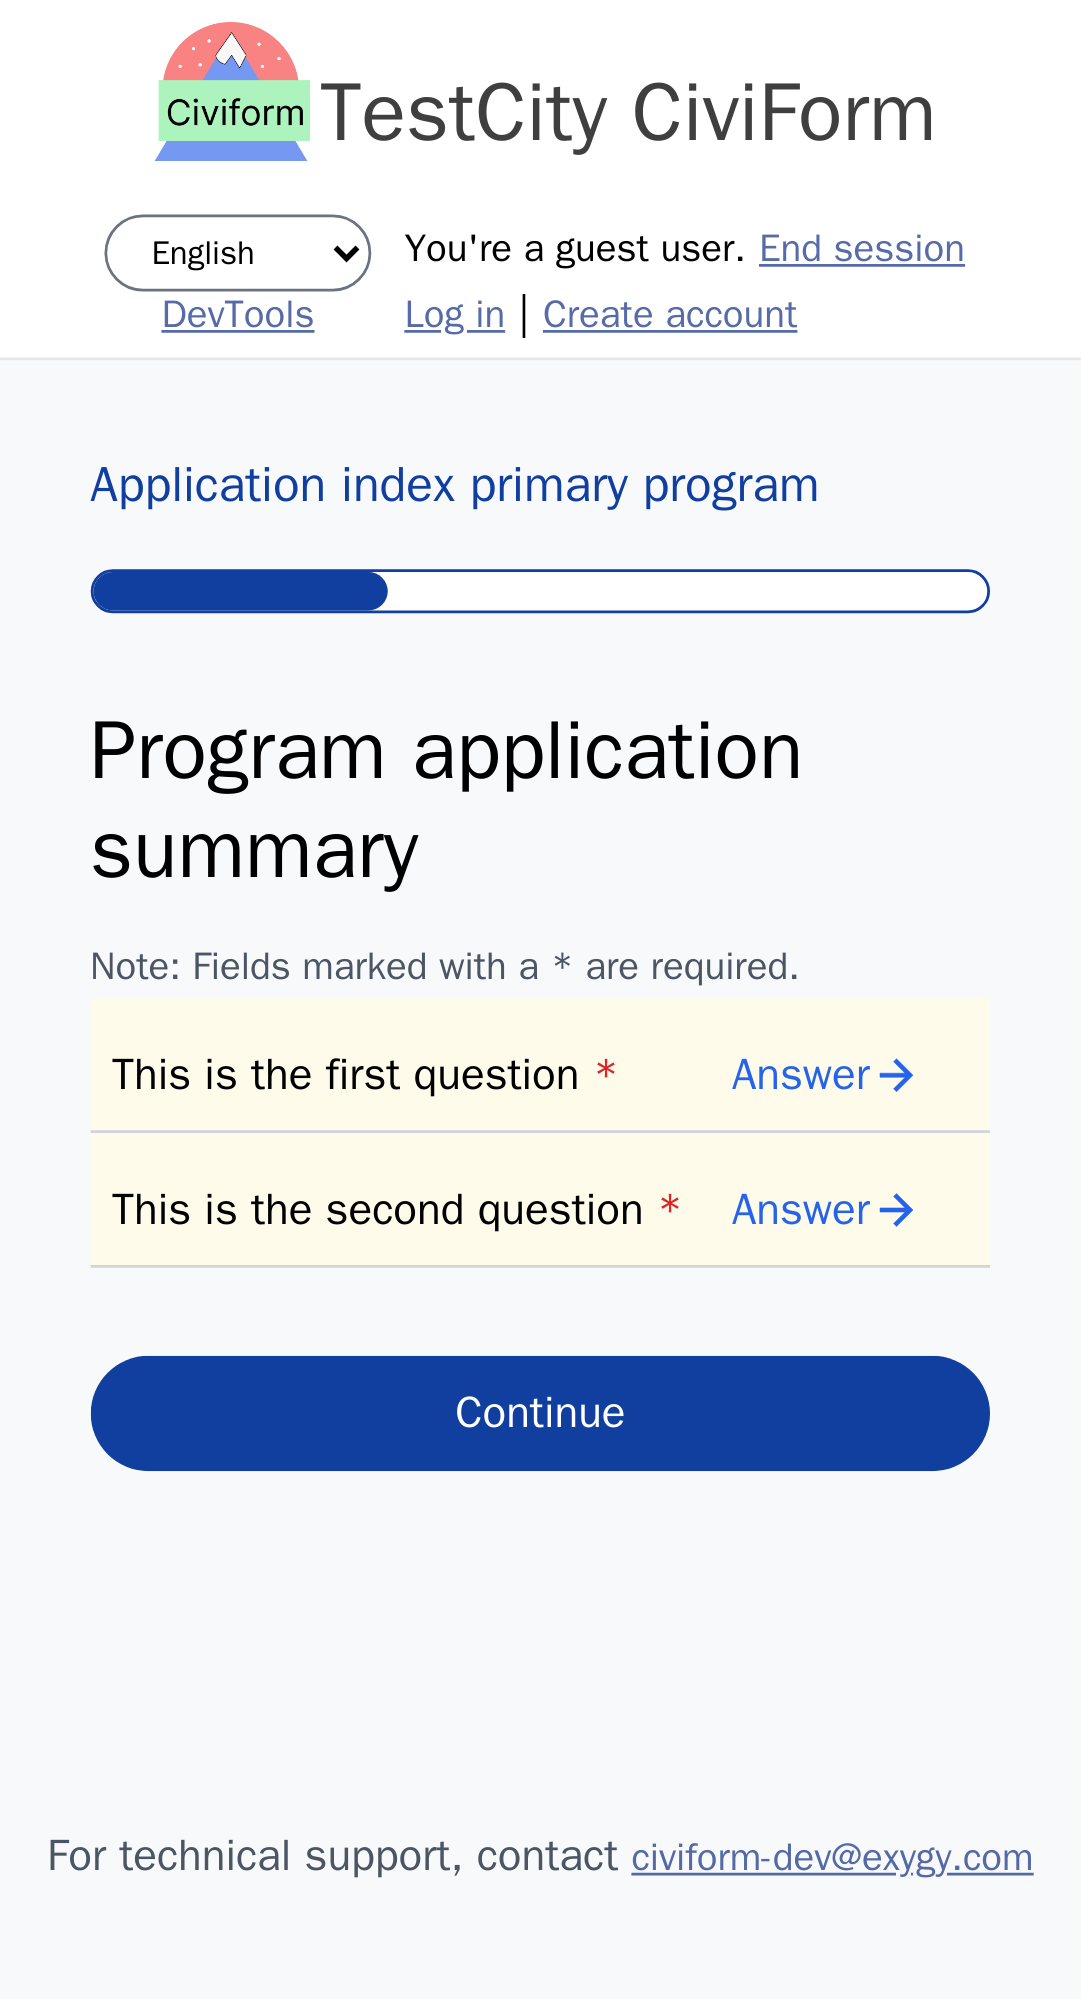 Civiform TestCity CiviForm
English You're a guest user. End session
DevTools Log in | Create account
Application index primary program
Program application
summary
Note: Fields marked with a * are required.
This is the first question * Answer→
This is the second question * Answer→
Continue
For technical support, contact civiform-dev@exygy.com